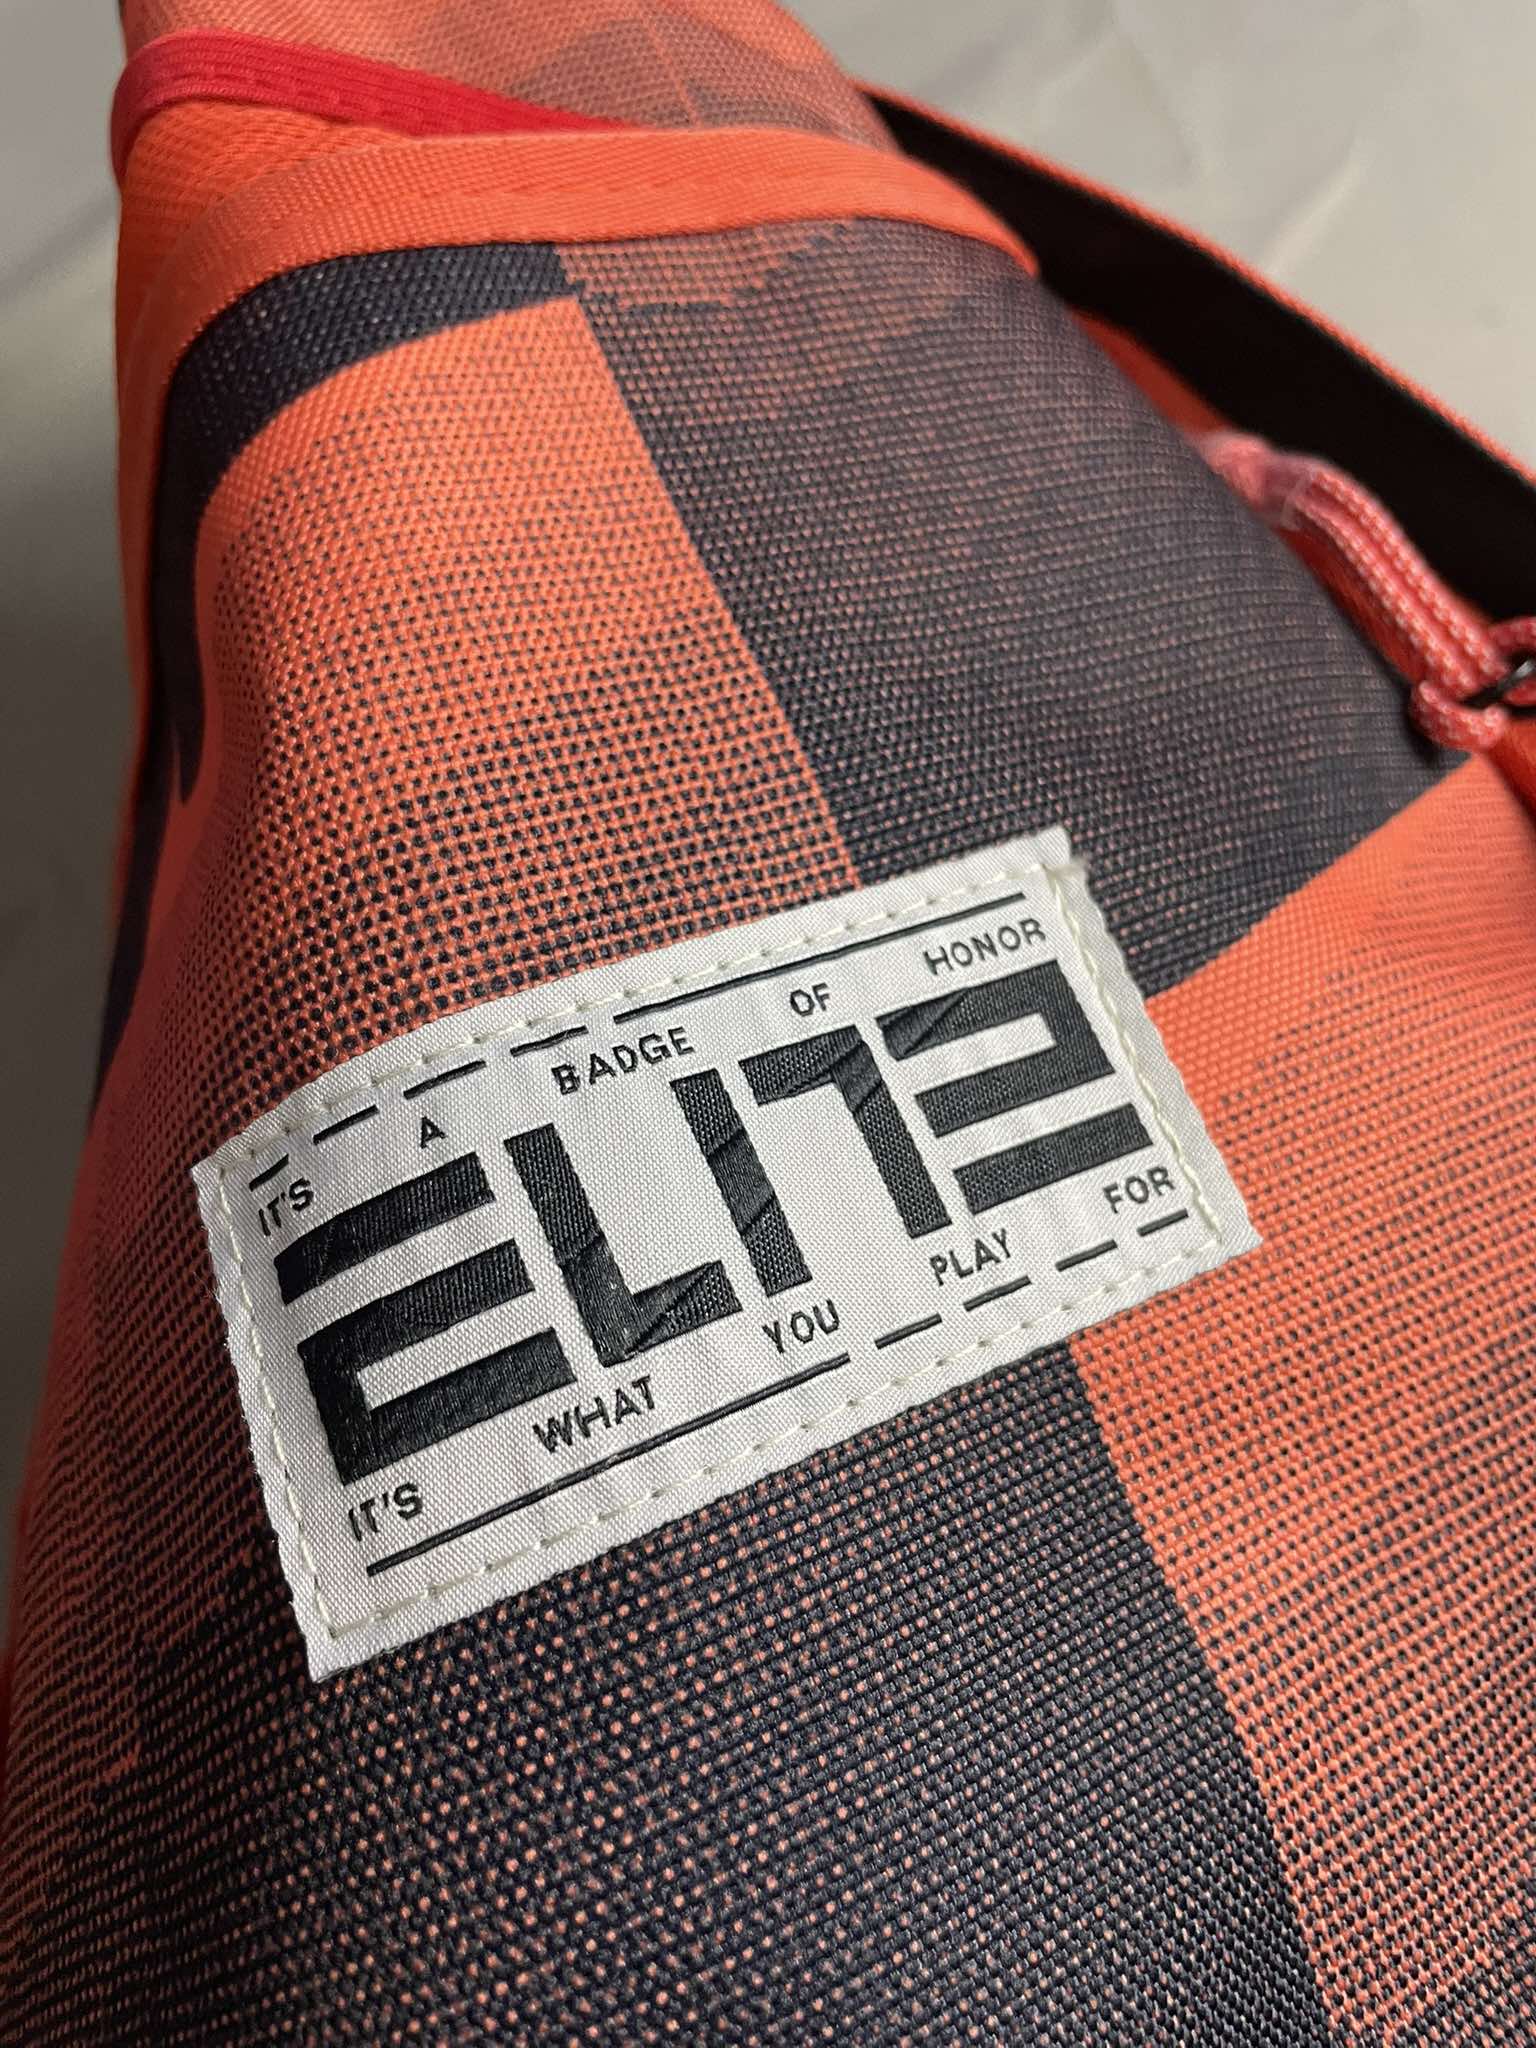 IT'S A BADGE OF HONOR
ELITE
IT'S WHAT YOU PLAY FOR